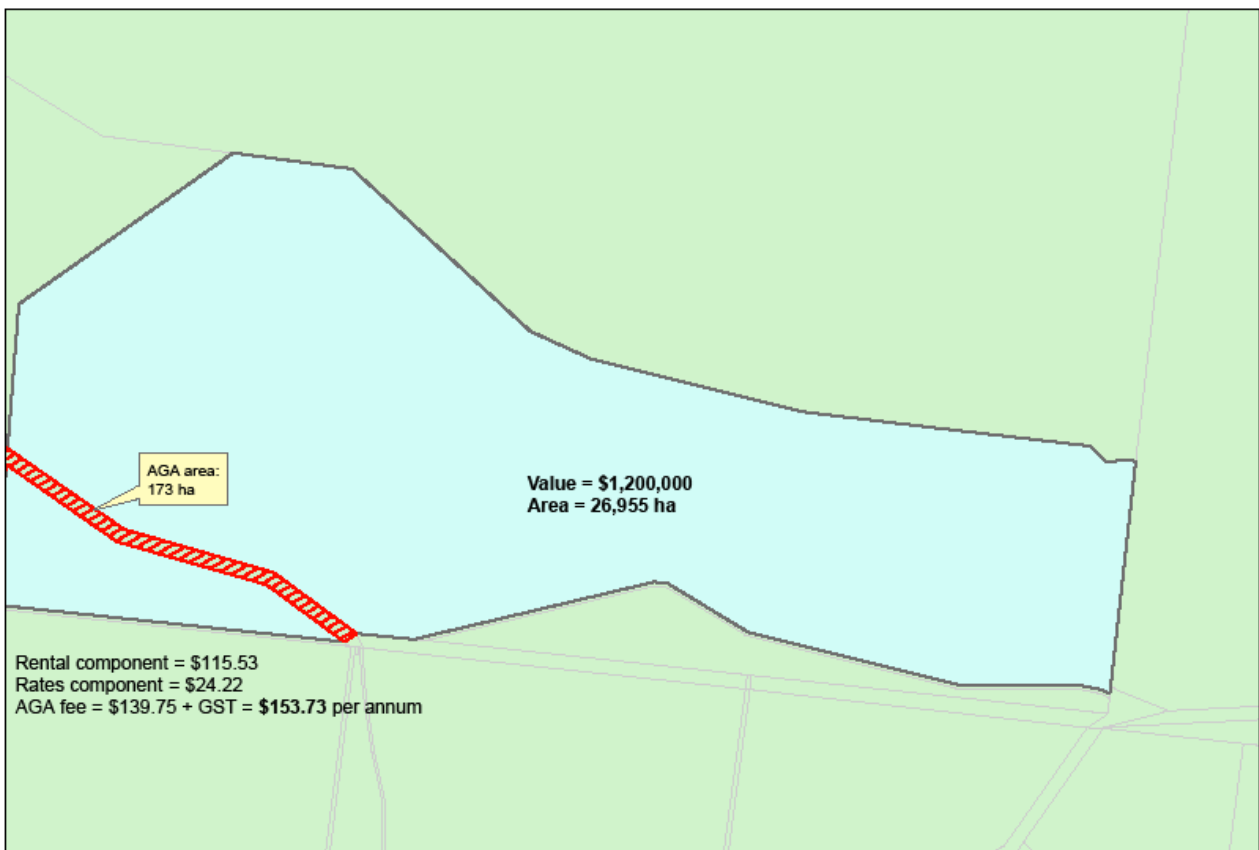 AGA area:
173 ha
Value = $1,200,000
Area = 26,955 ha
Rental component = $115.53
Rates component = $24.22
AGA fee = $139.75 + GST = $153.73 per annum